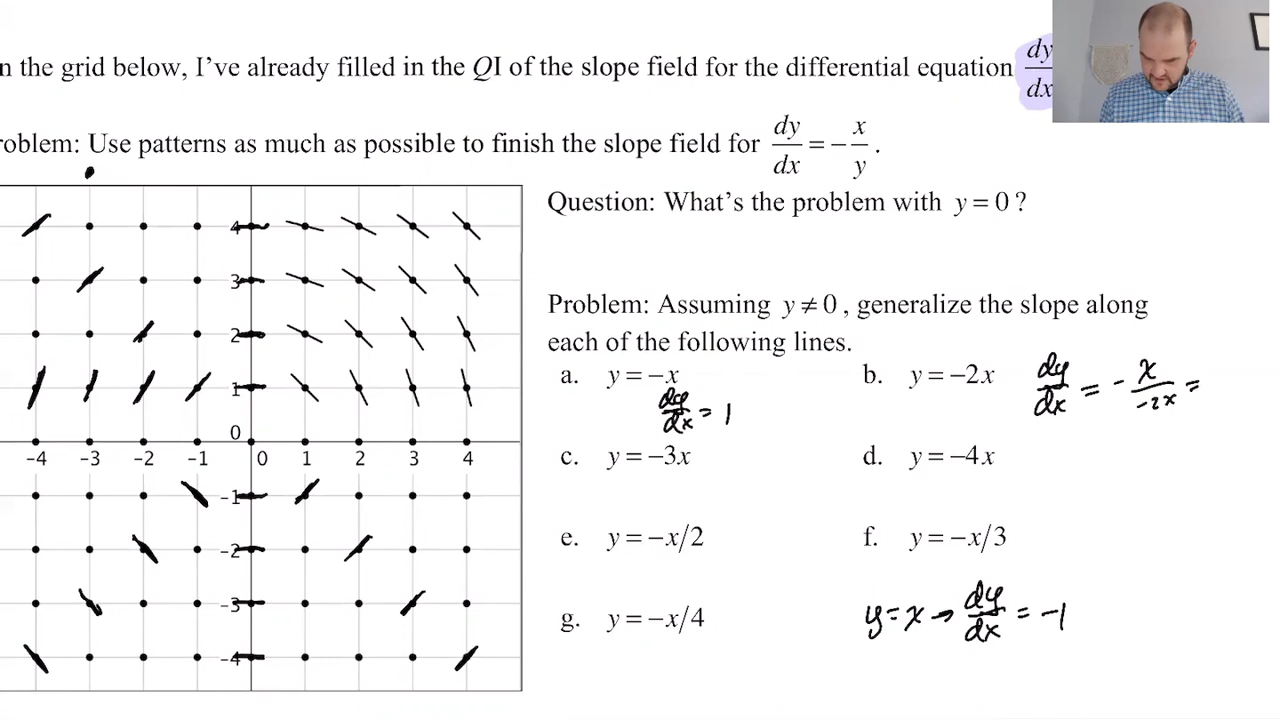 n the grid below, I've already filled in the QI of the slope field for the differential equation dy/dx
roblem: Use patterns as much as possible to finish the slope field for dy/dx = −x/y.
Question: What's the problem with y = 0 ?
Problem: Assuming y ≠ 0, generalize the slope along
each of the following lines.
a. y = −x
dy/dx = 1
b. y = −2x dy/dx = - x/-2x =
c. y = −3x
d. y = −4x
e. y = −x/2
f. y = −x/3
g. y = −x/4
y = x → dy/dx = -1
4
3
2
1
0
-4 -3 -2 -1 0 1 2 3 4
-1
-2
-3
-4